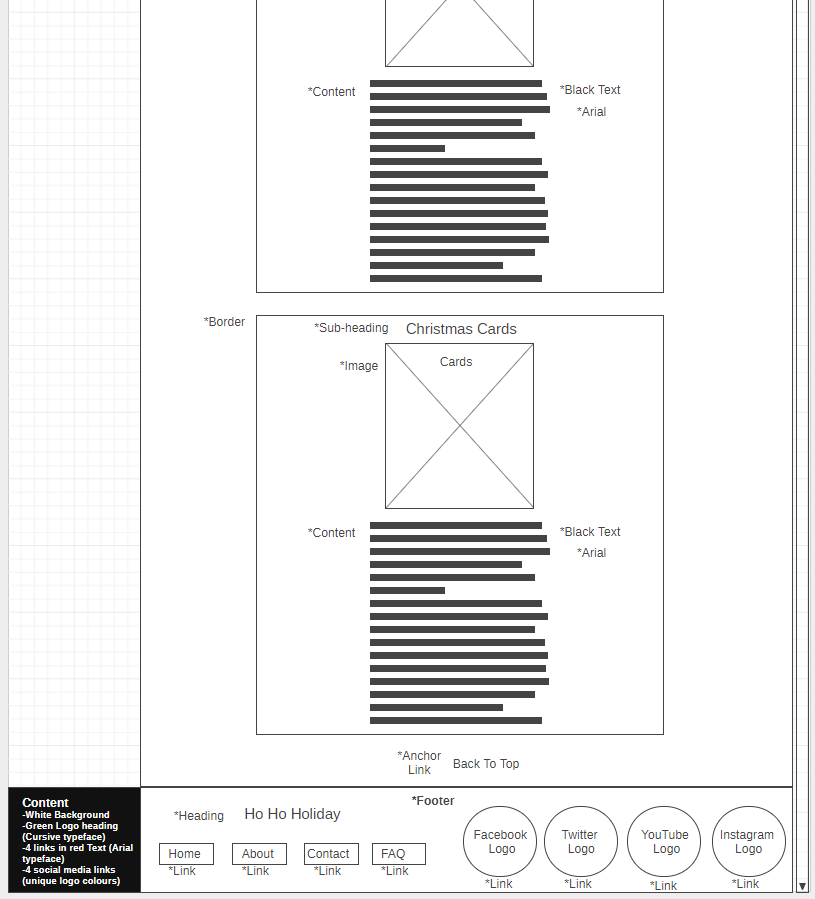 *Content
*Black Text
*Arial
*Border
*Sub-heading
Christmas Cards
*Image
Cards
*Content
*Black Text
*Arial
*Anchor
Link
Back To Top
*Footer
Content
-White Background
-Green Logo heading
(Cursive typeface)
-4 links in red Text (Arial
typeface)
-4 social media links
(unique logo colours)
*Heading
Ho Ho Holiday
Home
About
Contact
FAQ
*Link
*Link
*Link
*Link
Facebook
Logo
Twitter
Logo
YouTube
Logo
Instagram
Logo
*Link
*Link
*Link
*Link